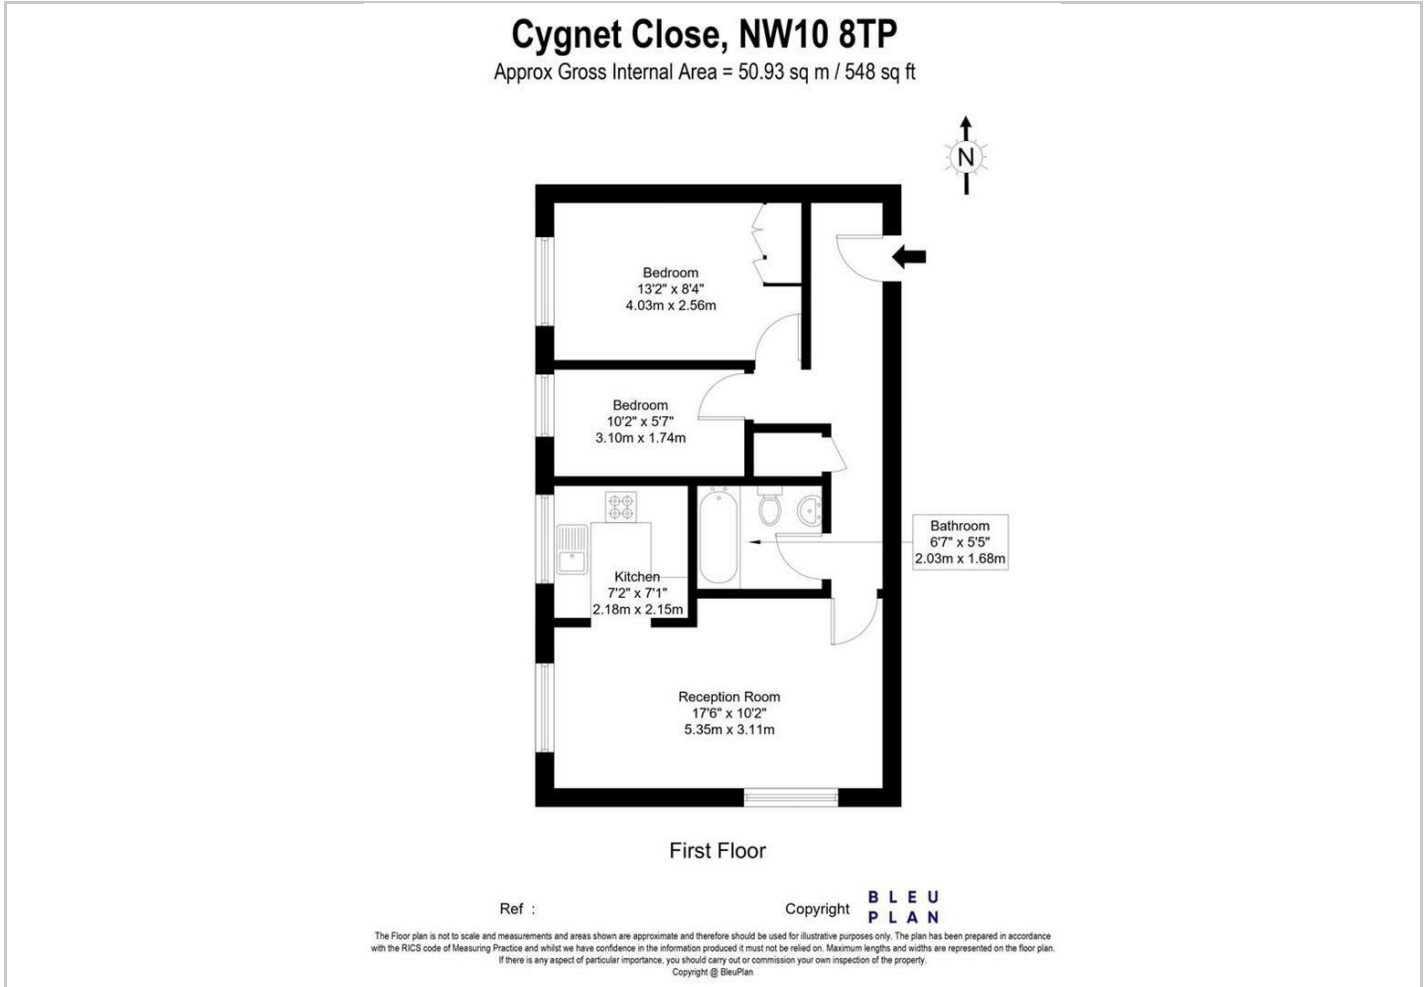 Cygnet Close, NW10 8TP
Approx Gross Internal Area = 50.93 sq m / 548 sq ft
N
Bedroom
13'2" x 8'4"
4.03m x 2.56m
Bedroom
10'2" x 5'7"
3.10m x 1.74m
Bathroom
6'7" x 5'5"
2.03m x 1.68m
Kitchen
7'2" x 7'1"
2.18m x 2.15m
Reception Room
17'6" x 10'2"
5.35m x 3.11m
First Floor
Ref :
Copyright
BLEU
PLAN
The Floor plan is not to scale and measurements and areas shown are approximate and therefore should be used for illustrative purposes only. The plan has been prepared in accordance
with the RICS code of Measuring Practice and whilst we have confidence in the information produced it must not be relied on. Maximum lengths and widths are represented on the floor plan.
If there is any aspect of particular importance, you should carry out or commission your own inspection of the property.
Copyright @ BleuPlan